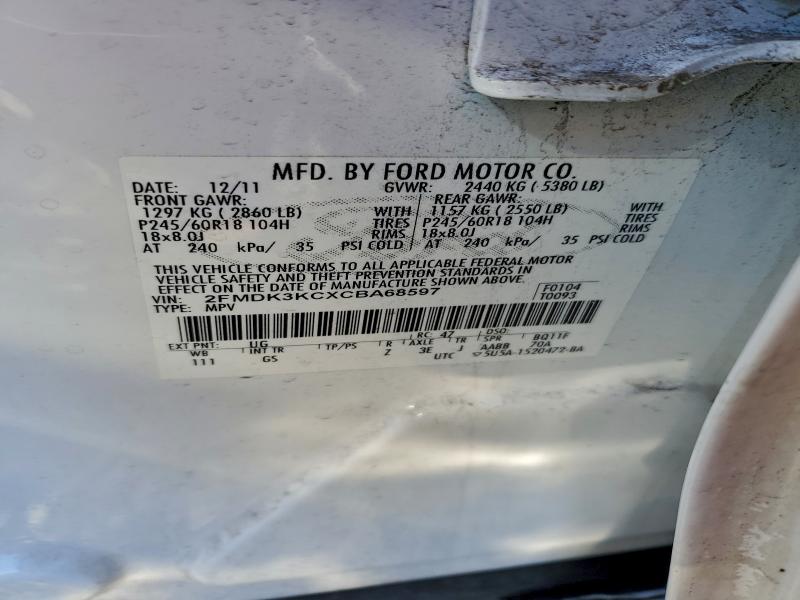 MFD. BY FORD MOTOR CO.
DATE: 12/11 GVWR: 2440 KG ( 5380 LB)
FRONT GAWR: REAR GAWR:
1297 KG ( 2860 LB) WITH 1157 KG ( 2550 LB) WITH
P245/60R18 104H TIRES P245/60R18 104H TIRES
18x8.0J RIMS 18x8.0J RIMS
AT 240 kPa/ 35 PSI COLD AT 240 kPa/ 35 PSI COLD
THIS VEHICLE CONFORMS TO ALL APPLICABLE FEDERAL MOTOR
VEHICLE SAFETY AND THEFT PREVENTION STANDARDS IN
EFFECT ON THE DATE OF MANUFACTURE SHOWN ABOVE.
VIN: 2FMDK3KCXCBA68597 F0104
TYPE: MPV T0093
EXT PNT: UG RC: 47 DSO:
WB INT TR TP/PS R AXLE TR SPR BQ11F
111 GS Z 3E J AABB 70A
UTC 5U5A-1520472-BA